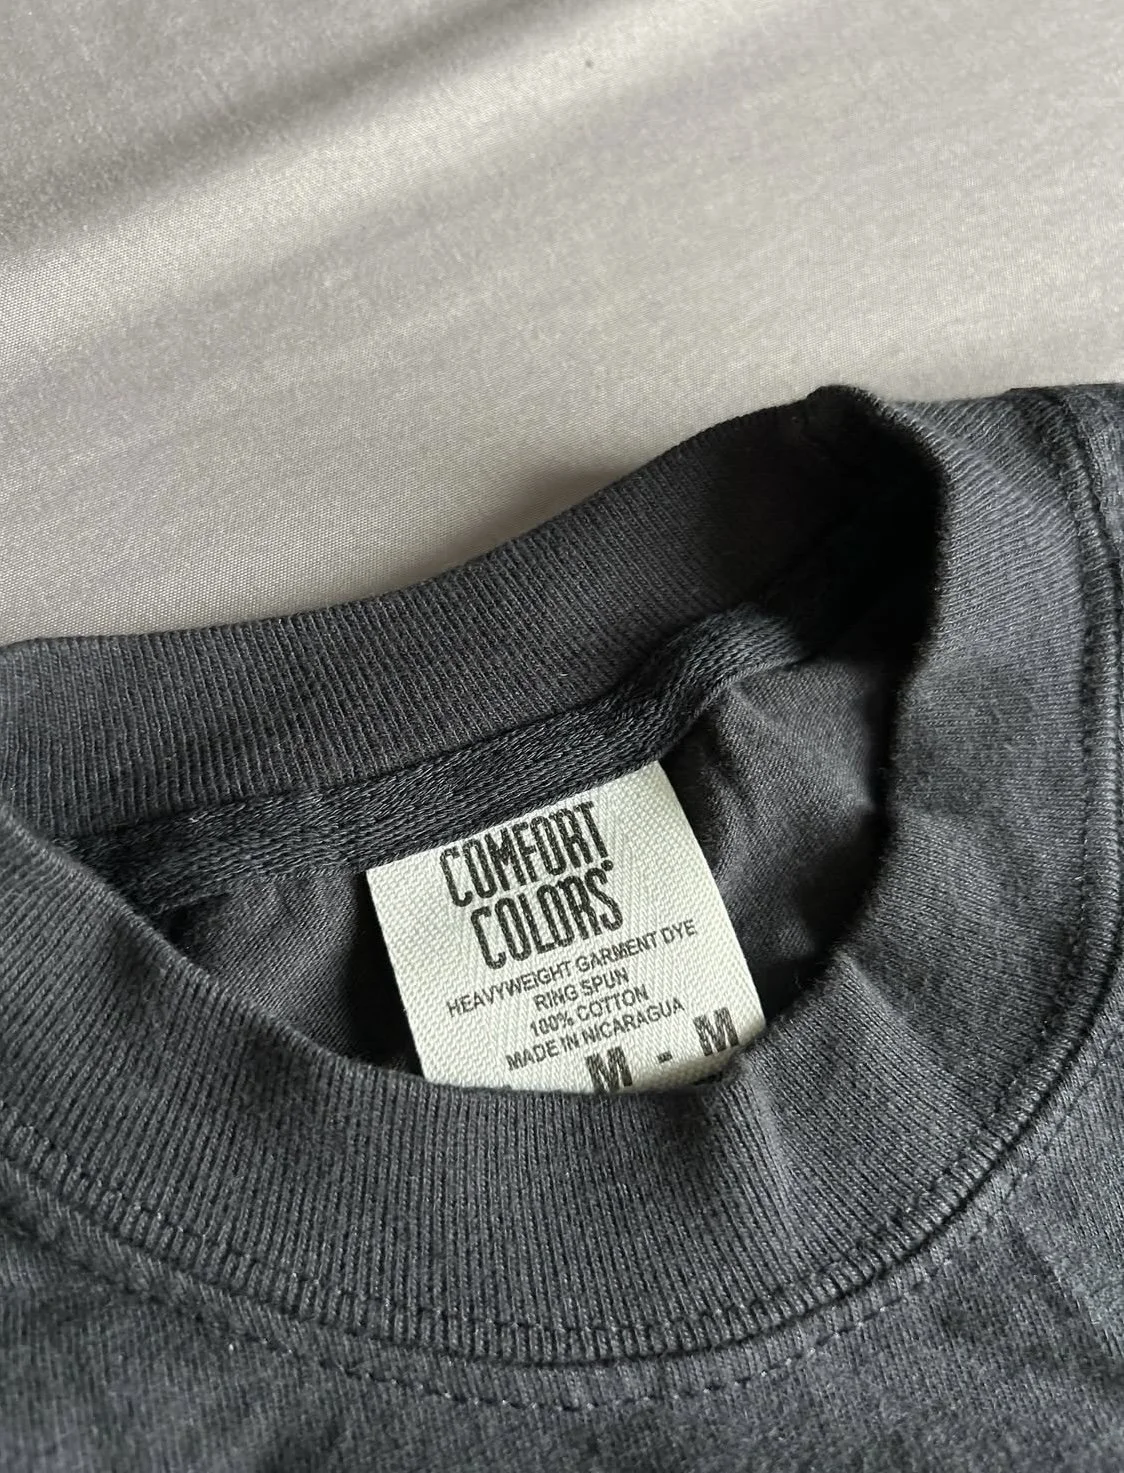 COMFORT
COLORS®
HEAVYWEIGHT GARMENT DYE
RING SPUN
100% COTTON
MADE IN NICARAGUA
M - M